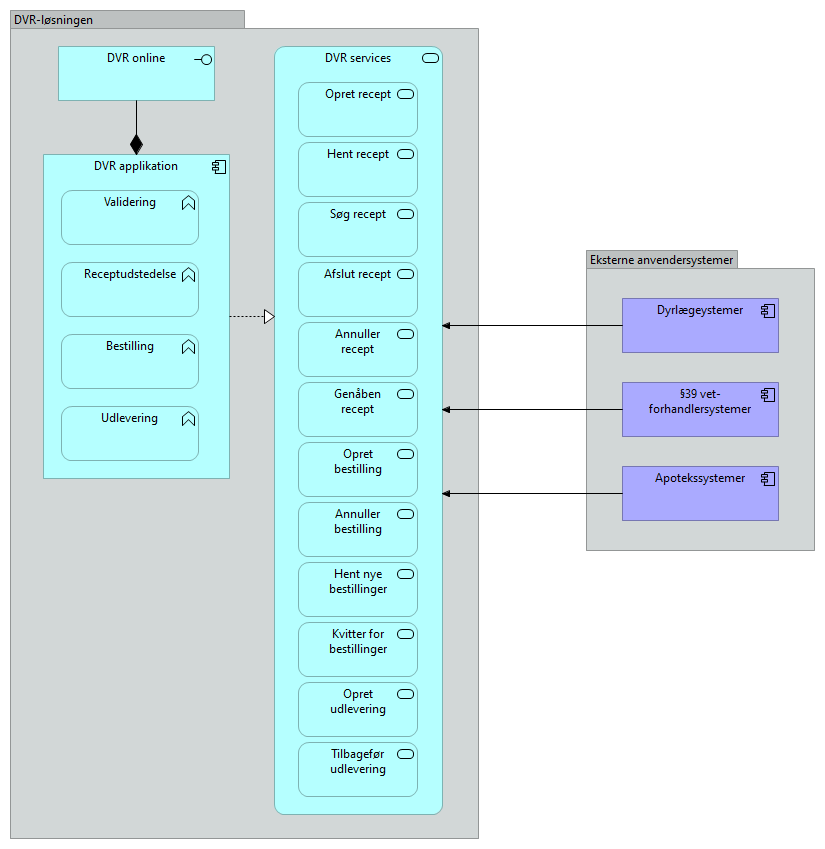 DVR-løsningen
DVR online
DVR applikation
Validering
Receptudstedelse
Bestilling
Udlevering
DVR services
Opret recept
Hent recept
Søg recept
Afslut recept
Annuller
recept
Genåben
recept
Opret
bestilling
Annuller
bestilling
Hent nye
bestillinger
Kvitter for
bestillinger
Opret
udlevering
Tilbagefør
udlevering
Eksterne anvendersystemer
Dyrlægeystemer
§39 vet-
forhandlersystemer
Apotekssystemer